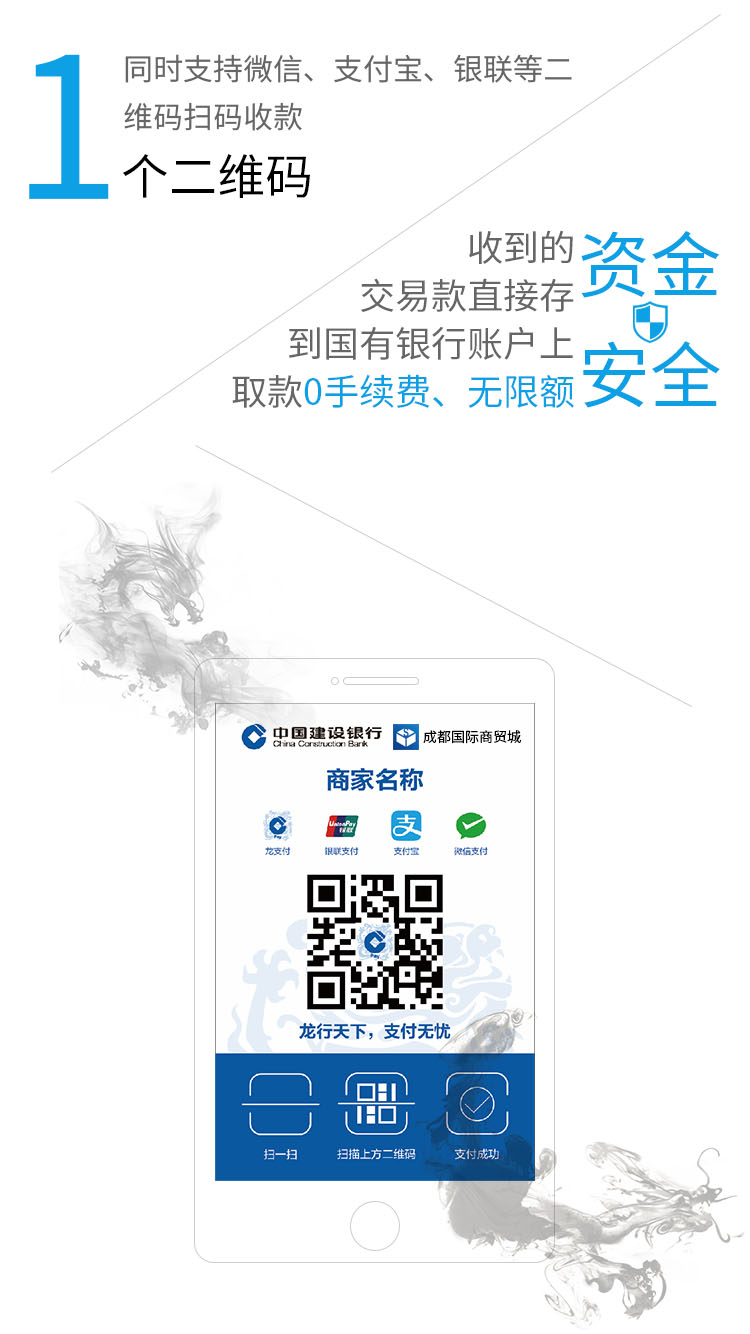 1
同时支持微信、支付宝、银联等二
维码扫码收款
个二维码
收到的
交易款直接存
到国有银行账户上
取款0手续费、无限额
资金
安全
中国建设银行
China Construction Bank
成都国际商贸城
商家名称
Pay
UnionPay
银联
支
龙支付
银联支付
支付宝
微信支付
Pay
龙行天下，支付无忧
扫一扫
扫描上方二维码
支付成功